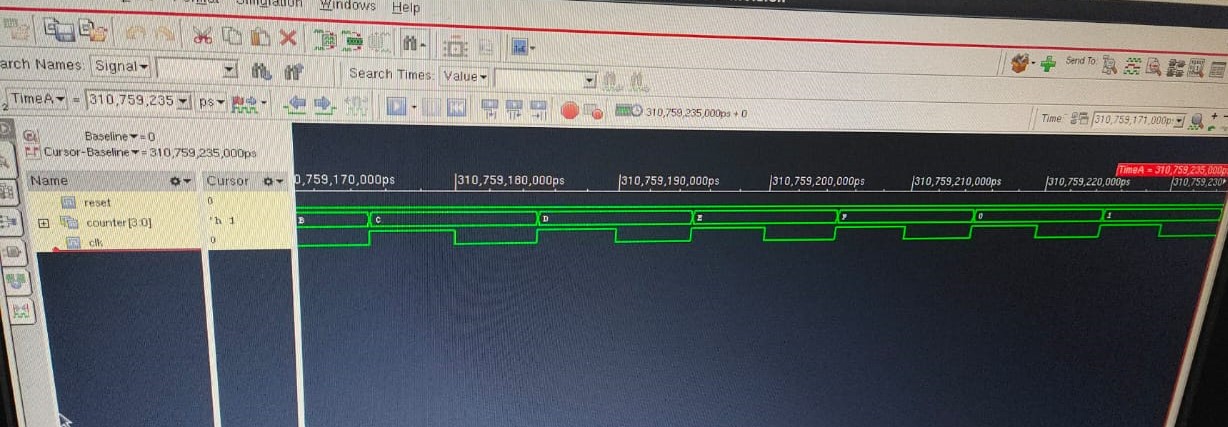 Simulation Windows Help
arch Names: Signal
Search Times: Value
Send To:
TimeA = 310,759,235 ps
310,759,235,000ps + 0
Time: 310,759,171,000p
Baseline = 0
Cursor-Baseline = 310,759,235,000ps
Name Cursor
0,759,170,000ps 310,759,180,000ps 310,759,190,000ps 310,759,200,000ps 310,759,210,000ps 310,759,220,000ps 310,759,230
TimeA = 310,759,235,000p
reset 0
counter [3:0] 'h 1 B C D E F 0 1
clk 0